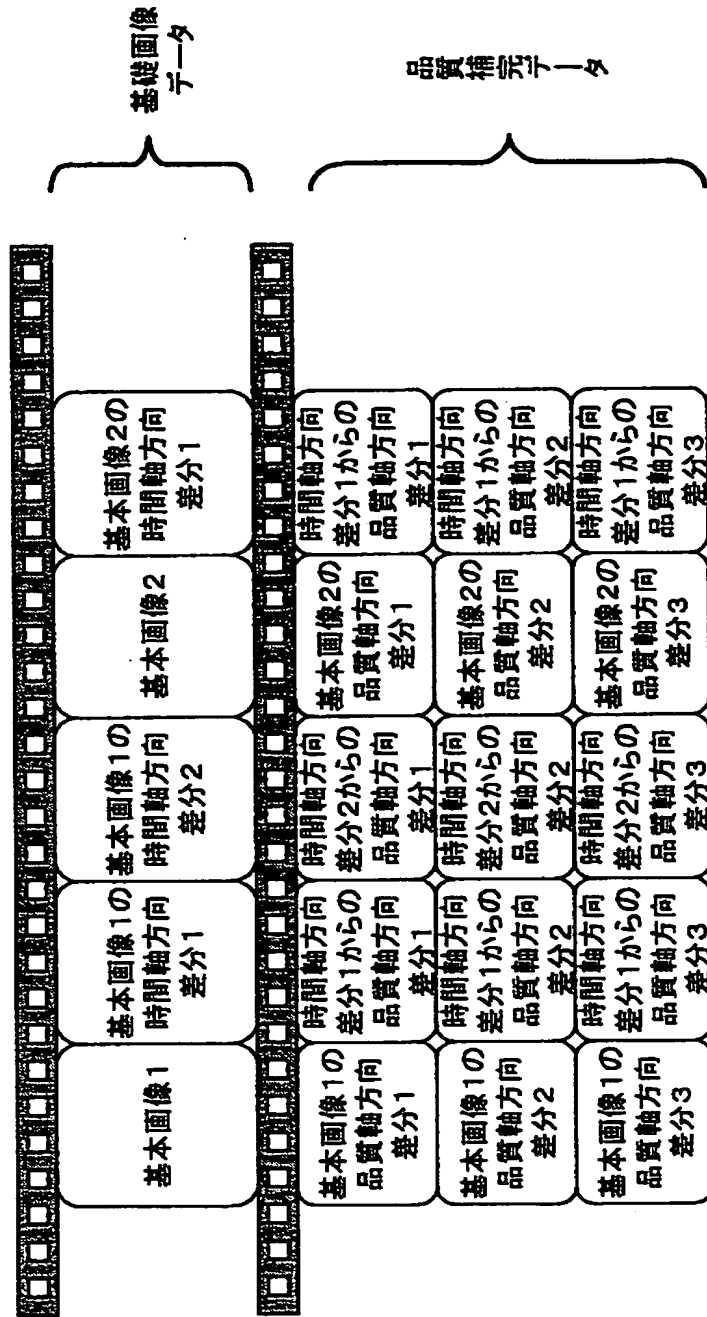 基本画像1
基本画像1の
時間軸方向
差分1
基本画像1の
時間軸方向
差分2
基本画像2
基本画像2の
時間軸方向
差分1
基礎画像
データ
基本画像1の
品質軸方向
差分1
時間軸方向
差分1からの
品質軸方向
差分1
時間軸方向
差分2からの
品質軸方向
差分1
基本画像2の
品質軸方向
差分1
時間軸方向
差分1からの
品質軸方向
差分1
基本画像1の
品質軸方向
差分2
時間軸方向
差分1からの
品質軸方向
差分2
時間軸方向
差分2からの
品質軸方向
差分2
基本画像2の
品質軸方向
差分2
時間軸方向
差分1からの
品質軸方向
差分2
基本画像1の
品質軸方向
差分3
時間軸方向
差分1からの
品質軸方向
差分3
時間軸方向
差分2からの
品質軸方向
差分3
基本画像2の
品質軸方向
差分3
時間軸方向
差分1からの
品質軸方向
差分3
品質補完データ